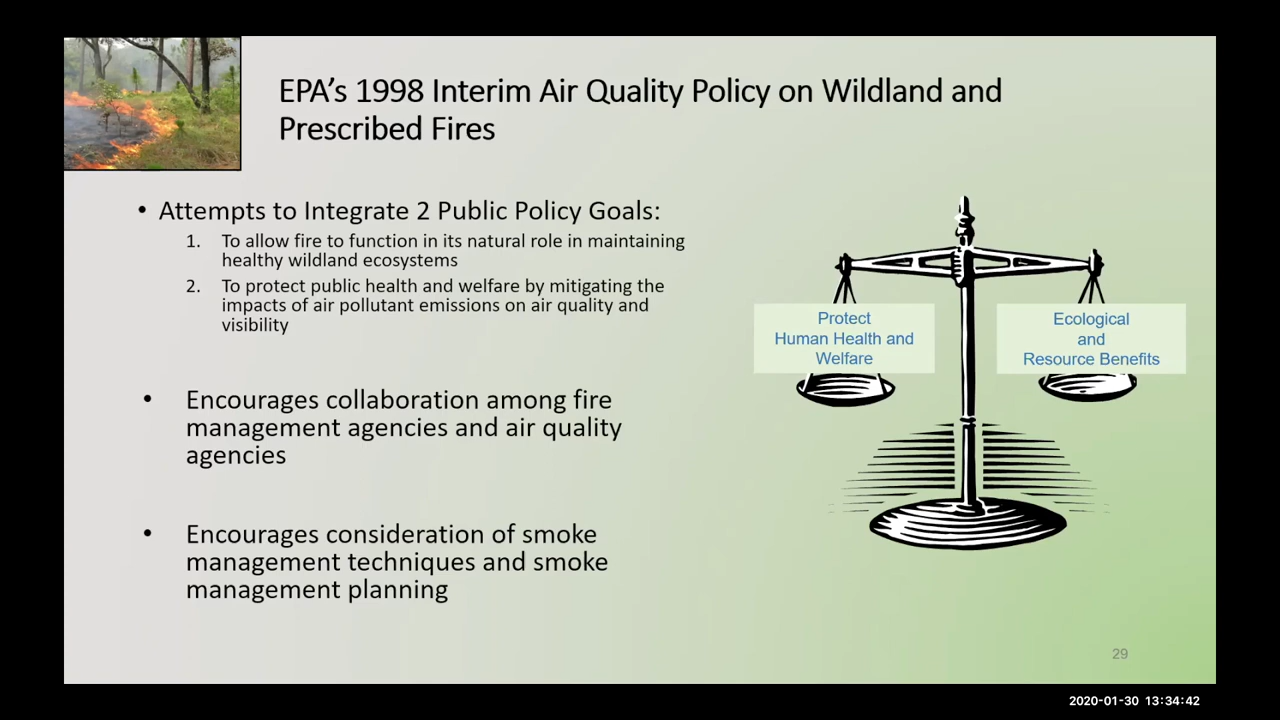 EPA’s 1998 Interim Air Quality Policy on Wildland and
Prescribed Fires
• Attempts to Integrate 2 Public Policy Goals:
1. To allow fire to function in its natural role in maintaining
healthy wildland ecosystems
2. To protect public health and welfare by mitigating the
impacts of air pollutant emissions on air quality and
visibility
• Encourages collaboration among fire
management agencies and air quality
agencies
• Encourages consideration of smoke
management techniques and smoke
management planning
Protect
Human Health and
Welfare
Ecological
and
Resource Benefits
29
2020-01-30 13:34:42